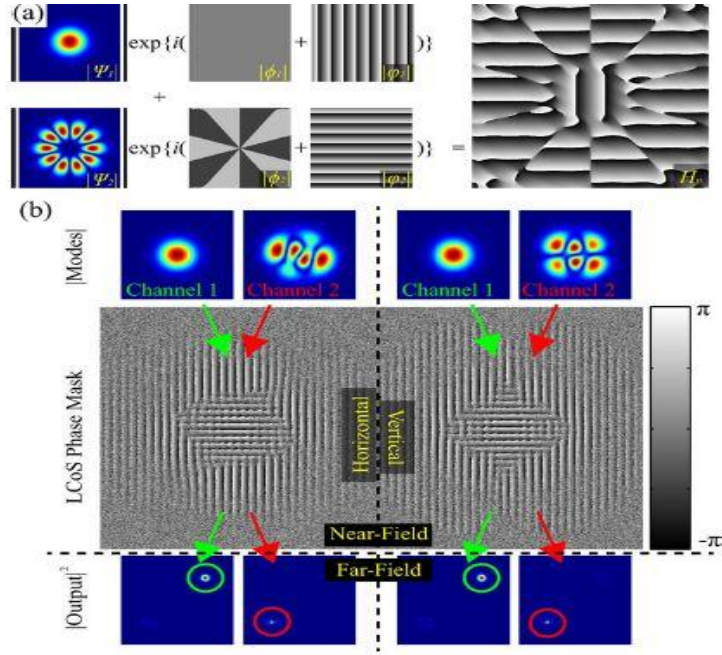 (a)
|Ψ₁| exp{i( |ϕ₁| + |φ₁| )}
+
|Ψ₂| exp{i( |ϕ₂| + |φ₂| )} = Hₚ
(b)
|Modes|
Channel 1 Channel 2 Channel 1 Channel 2
π
LCoS Phase Mask
Horizontal
Vertical
-π
Near-Field
Far-Field
|Output|²